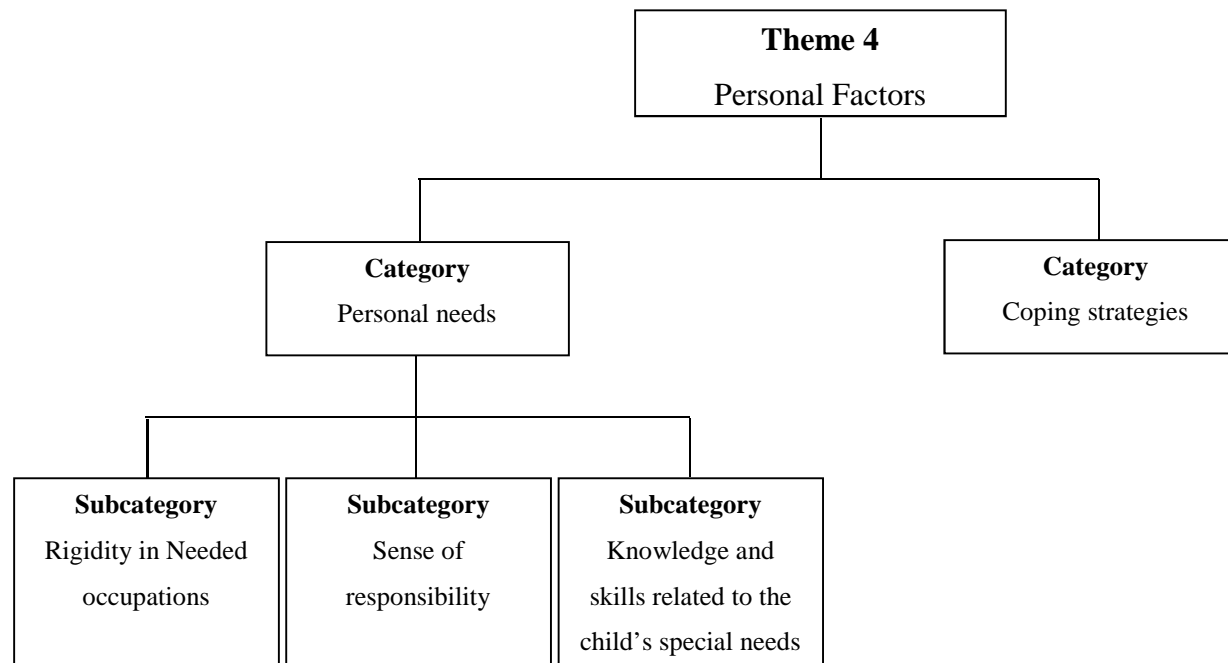 Theme 4
Personal Factors
Category
Personal needs
Category
Coping strategies
Subcategory
Rigidity in Needed
occupations
Subcategory
Sense of
responsibility
Subcategory
Knowledge and
skills related to the
child’s special needs